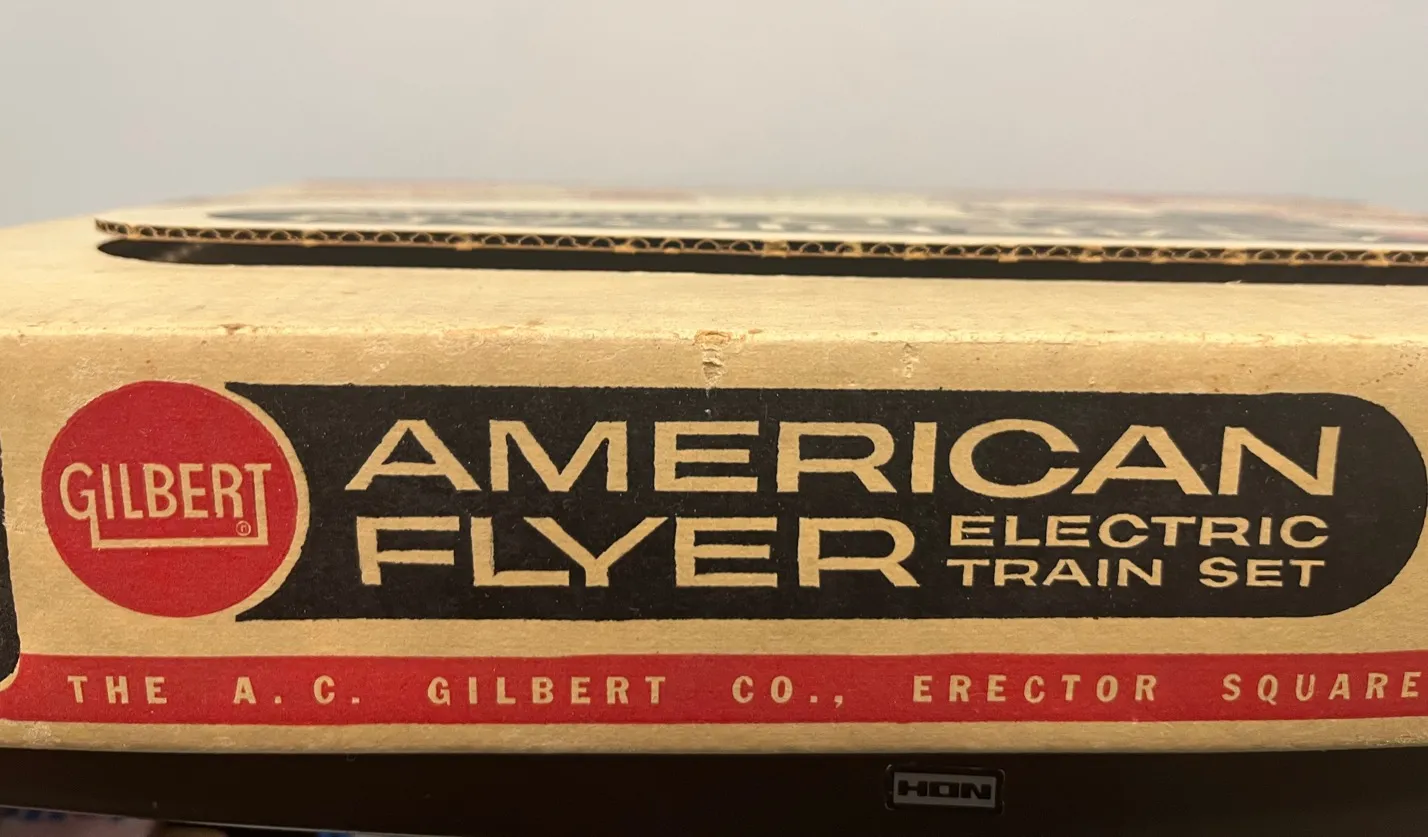 GILBERT
®
AMERICAN
FLYER
ELECTRIC
TRAIN SET
THE A. C. GILBERT CO., ERECTOR SQUARE
HON